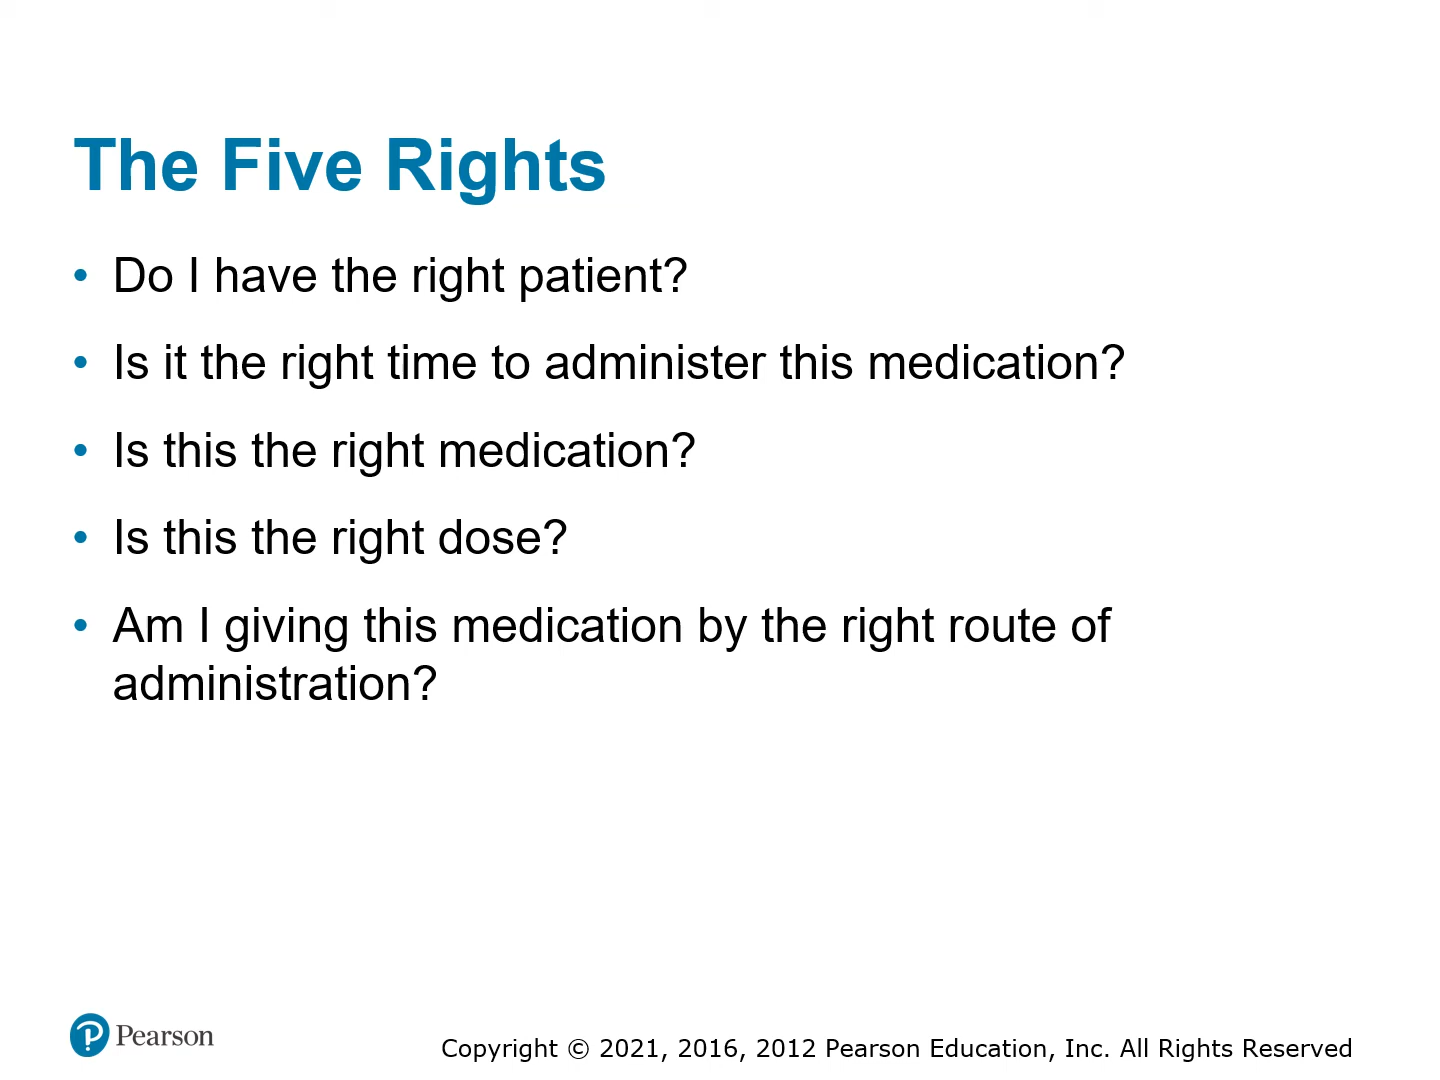 The Five Rights
• Do I have the right patient?
• Is it the right time to administer this medication?
• Is this the right medication?
• Is this the right dose?
• Am I giving this medication by the right route of
administration?
Pearson
Copyright © 2021, 2016, 2012 Pearson Education, Inc. All Rights Reserved